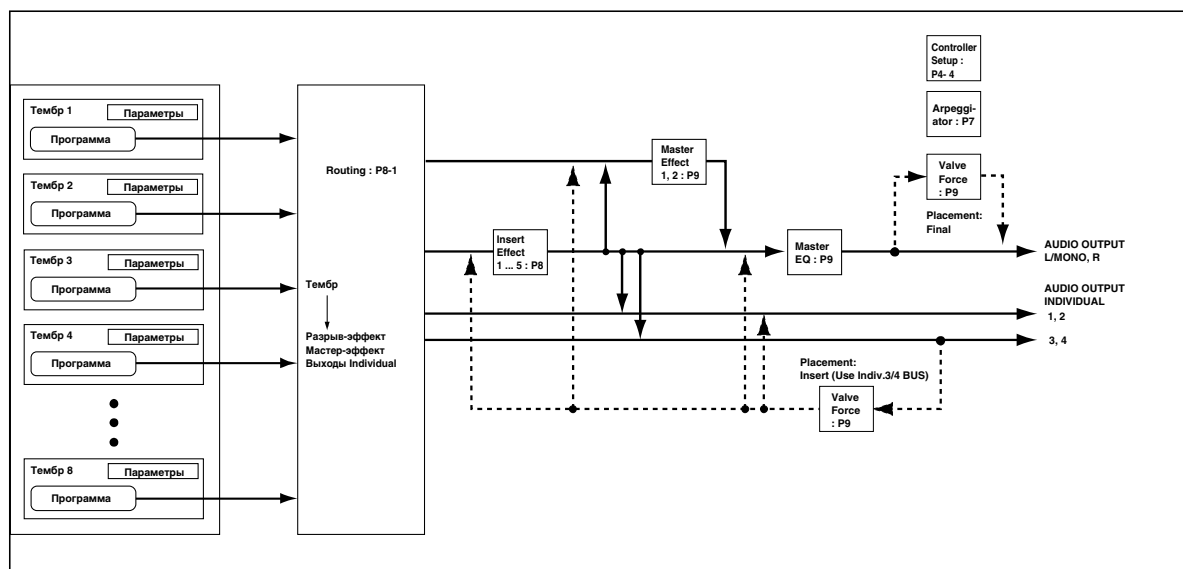 Controller
Setup :
P4- 4
Arpeggi-
ator : P7
Тембр 1
Параметры
Программа
Тембр 2
Параметры
Программа
Тембр 3
Параметры
Программа
Тембр 4
Параметры
Программа
Тембр 8
Параметры
Программа
Routing : P8-1
Тембр
Разрыв-эффект
Мастер-эффект
Выходы Individual
Master
Effect
1, 2 : P9
Insert
Effect
1 ... 5 : P8
Master
EQ : P9
Valve
Force
: P9
Placement:
Final
AUDIO OUTPUT
L/MONO, R
AUDIO OUTPUT
INDIVIDUAL
1, 2
3, 4
Placement:
Insert (Use Indiv.3/4 BUS)
Valve
Force
: P9